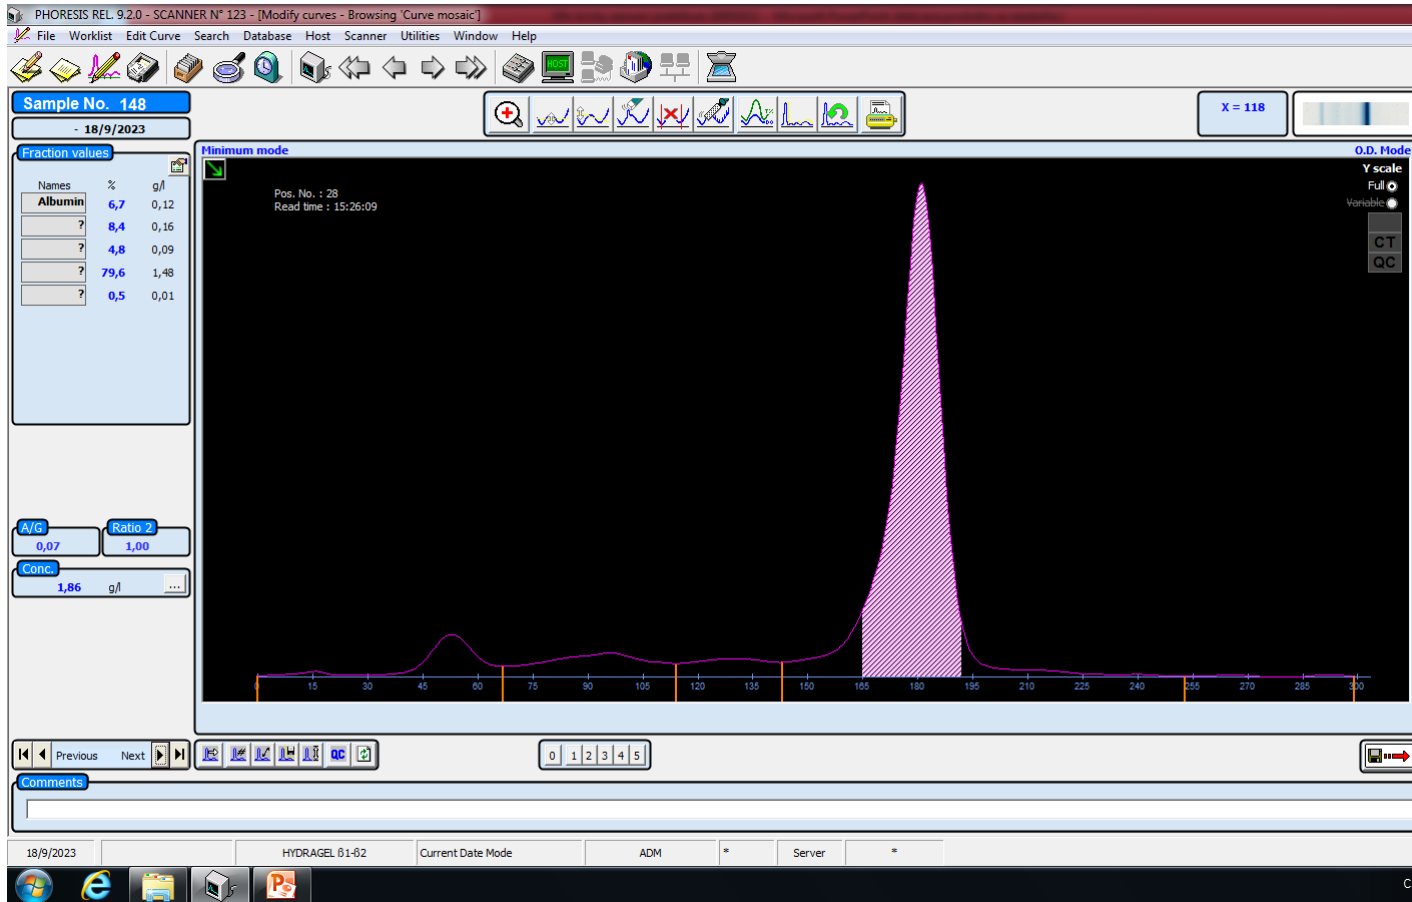 PHORESIS REL. 9.2.0 - SCANNER N° 123 - [Modify curves - Browsing 'Curve mosaic']
File Worklist Edit Curve Search Database Host Scanner Utilities Window Help
HOST
Sample No. 148
- 18/9/2023
X = 118
Fraction values
Names % g/l
Albumin 6,7 0,12
? 8,4 0,16
? 4,8 0,09
? 79,6 1,48
? 0,5 0,01
A/G Ratio 2
0,07 1,00
Conc.
1,86 g/l ...
Minimum mode O.D. Mode
Pos. No. : 28
Read time : 15:26:09
Y scale
Full
Variable
CT
QC
0 15 30 45 60 75 90 105 120 135 150 165 180 195 210 225 240 255 270 285 300
Previous Next QC 0 1 2 3 4 5
Comments
18/9/2023 HYDRAGEL ß1-ß2 Current Date Mode ADM * Server *